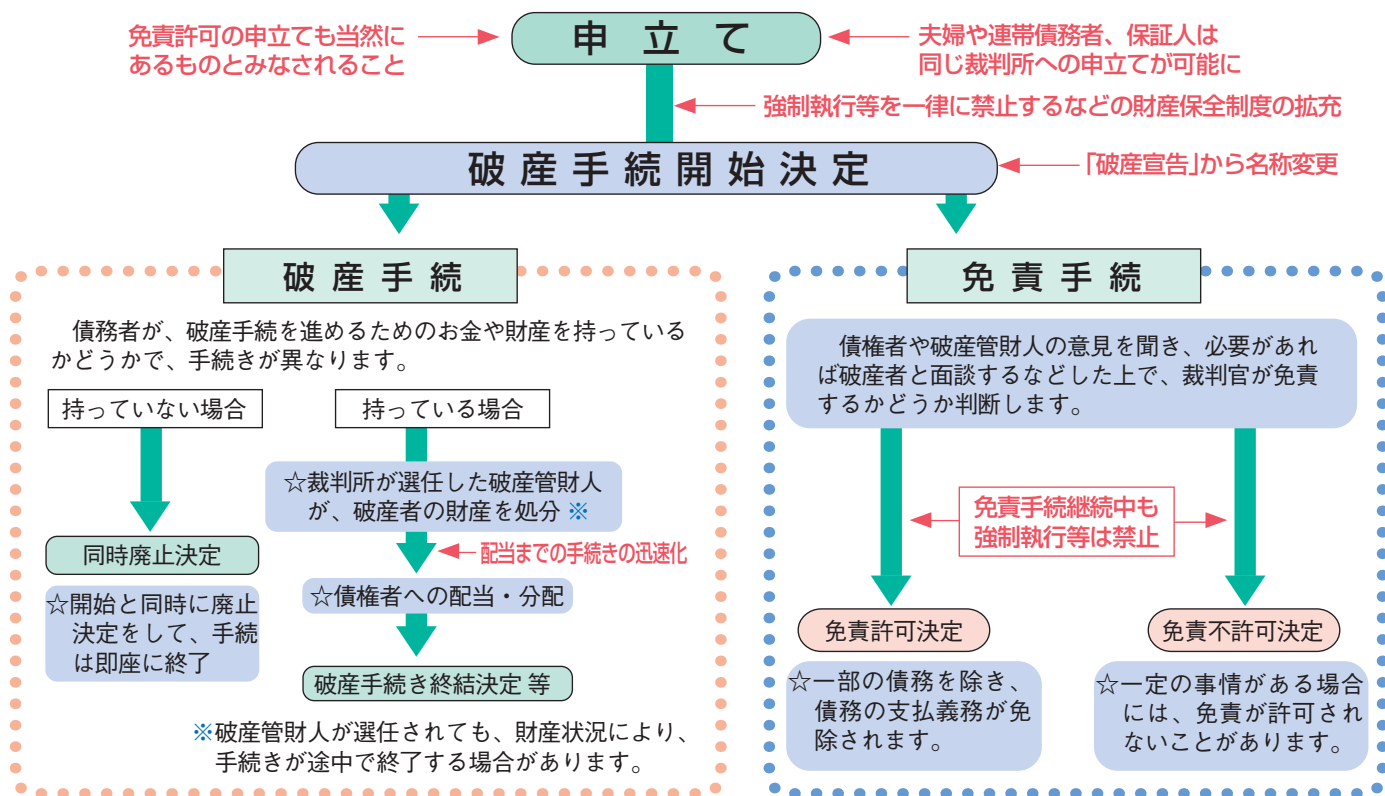 免責許可の申立ても当然に
あるものとみなされること
申立て
夫婦や連帯債務者、保証人は
同じ裁判所への申立てが可能に
強制執行等を一律に禁止するなどの財産保全制度の拡充
破産手続開始決定
「破産宣告」から名称変更
破産手続
債務者が、破産手続を進めるためのお金や財産を持っている
かどうかで、手続きが異なります。
持っていない場合
同時廃止決定
☆開始と同時に廃止
決定をして、手続
は即座に終了
持っている場合
☆裁判所が選任した破産管財人
が、破産者の財産を処分※
配当までの手続きの迅速化
☆債権者への配当・分配
破産手続き終結決定 等
※破産管財人が選任されても、財産状況により、
手続きが途中で終了する場合があります。
免責手続
債権者や破産管財人の意見を聞き、必要があれ
ば破産者と面談するなどした上で、裁判官が免責
するかどうか判断します。
免責手続継続中も
強制執行等は禁止
免責許可決定
☆一部の債務を除き、
債務の支払義務が免
除されます。
免責不許可決定
☆一定の事情がある場合
には、免責が許可され
ないことがあります。